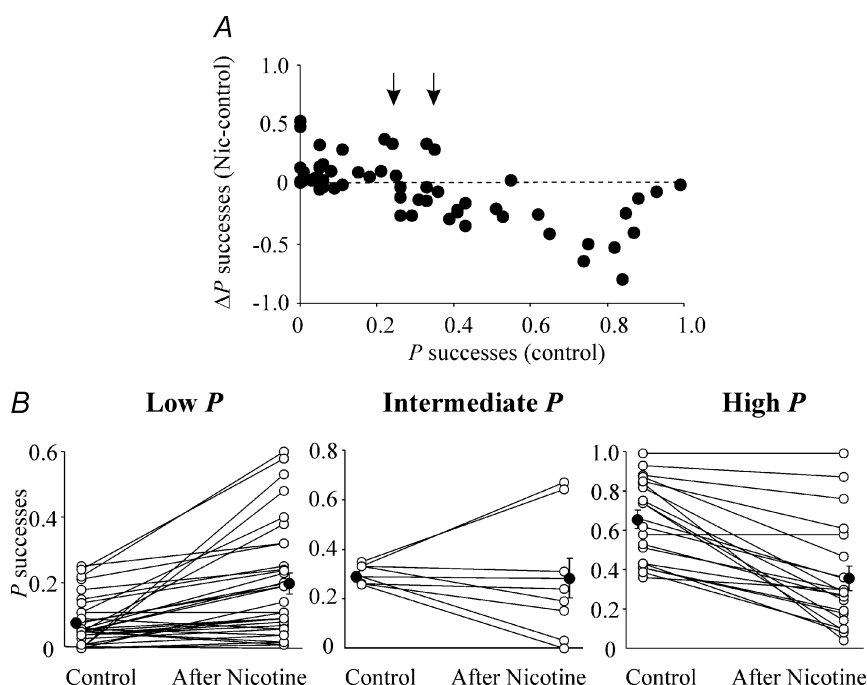 A
1.0
0.5
0
-0.5
-1.0
ΔP successes (Nic-control)
0 0.2 0.4 0.6 0.8 1.0
P successes (control)
B
Low P Intermediate P High P
P successes
0.6
0.4
0.2
0
0.8
0.6
0.4
0.2
0
1.0
0.8
0.6
0.4
0.2
0
Control After Nicotine Control After Nicotine Control After Nicotine